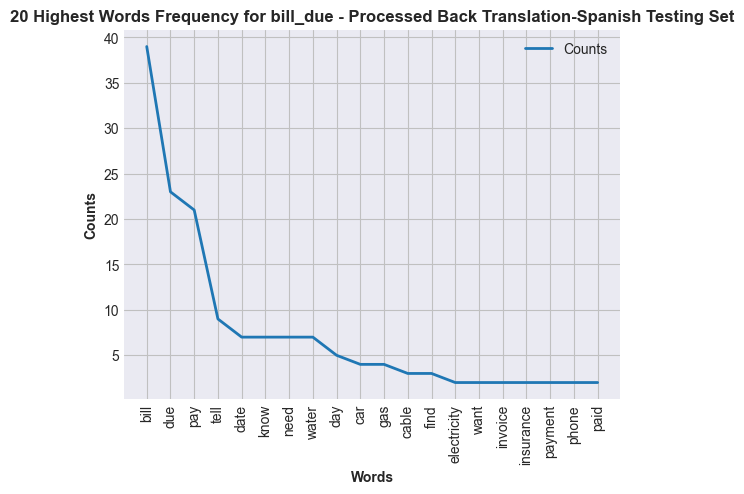 20 Highest Words Frequency for bill_due - Processed Back Translation-Spanish Testing Set
Counts
40
35
30
25
20
15
10
5
Counts
bill
due
pay
tell
date
know
need
water
day
car
gas
cable
find
electricity
want
invoice
insurance
payment
phone
paid
Words